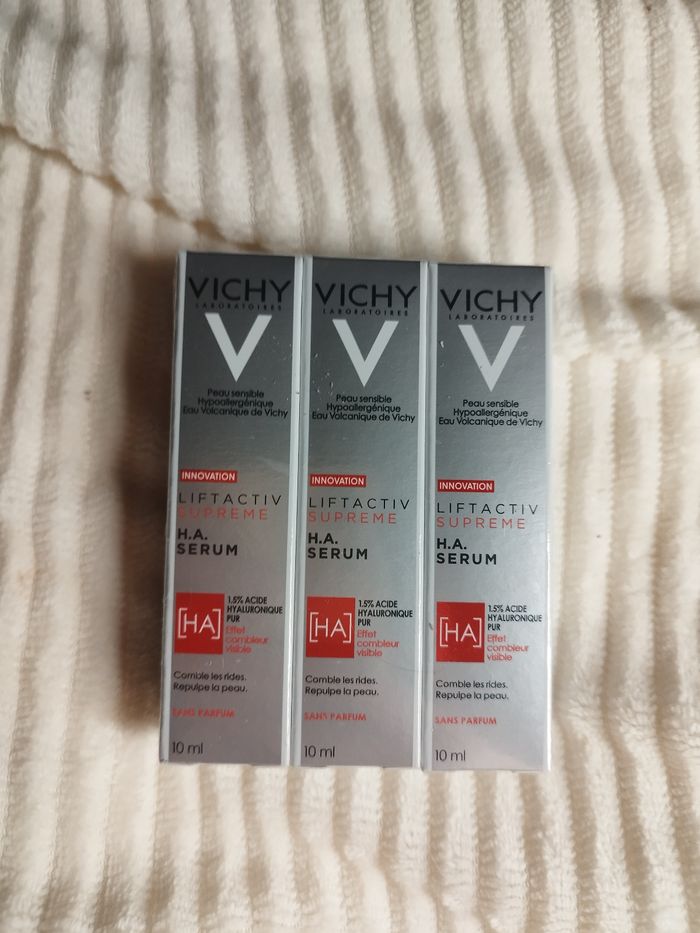 VICHY
LABORATOIRES
V
Peau sensible
Hypoallergénique
Eau Volcanique de Vichy
INNOVATION
LIFTACTIV
SUPREME
H.A.
SERUM
[HA]
1.5% ACIDE
HYALURONIQUE
PUR
Effet
combleur
visible
Comble les rides.
Repulpe la peau.
SANS PARFUM
10 ml
VICHY
LABORATOIRES
V
Peau sensible
Hypoallergénique
Eau Volcanique de Vichy
INNOVATION
LIFTACTIV
SUPREME
H.A.
SERUM
[HA]
1.5% ACIDE
HYALURONIQUE
PUR
Effet
combleur
visible
Comble les rides.
Repulpe la peau.
SANS PARFUM
10 ml
VICHY
LABORATOIRES
V
Peau sensible
Hypoallergénique
Eau Volcanique de Vichy
INNOVATION
LIFTACTIV
SUPREME
H.A.
SERUM
[HA]
1.5% ACIDE
HYALURONIQUE
PUR
Effet
combleur
visible
Comble les rides.
Repulpe la peau.
SANS PARFUM
10 ml